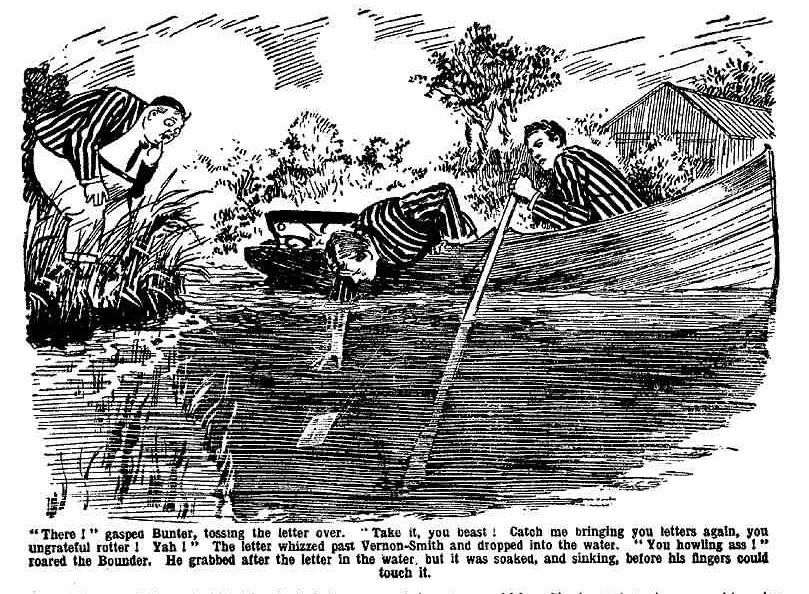 "There !" gasped Bunter, tossing the letter over. "Take it, you beast ! Catch me bringing you letters again, you
ungrateful rotter ! Yah !" The letter whizzed past Vernon-Smith and dropped into the water. "You howling ass !"
roared the Bounder. He grabbed after the letter in the water, but it was soaked, and sinking, before his fingers could
touch it.